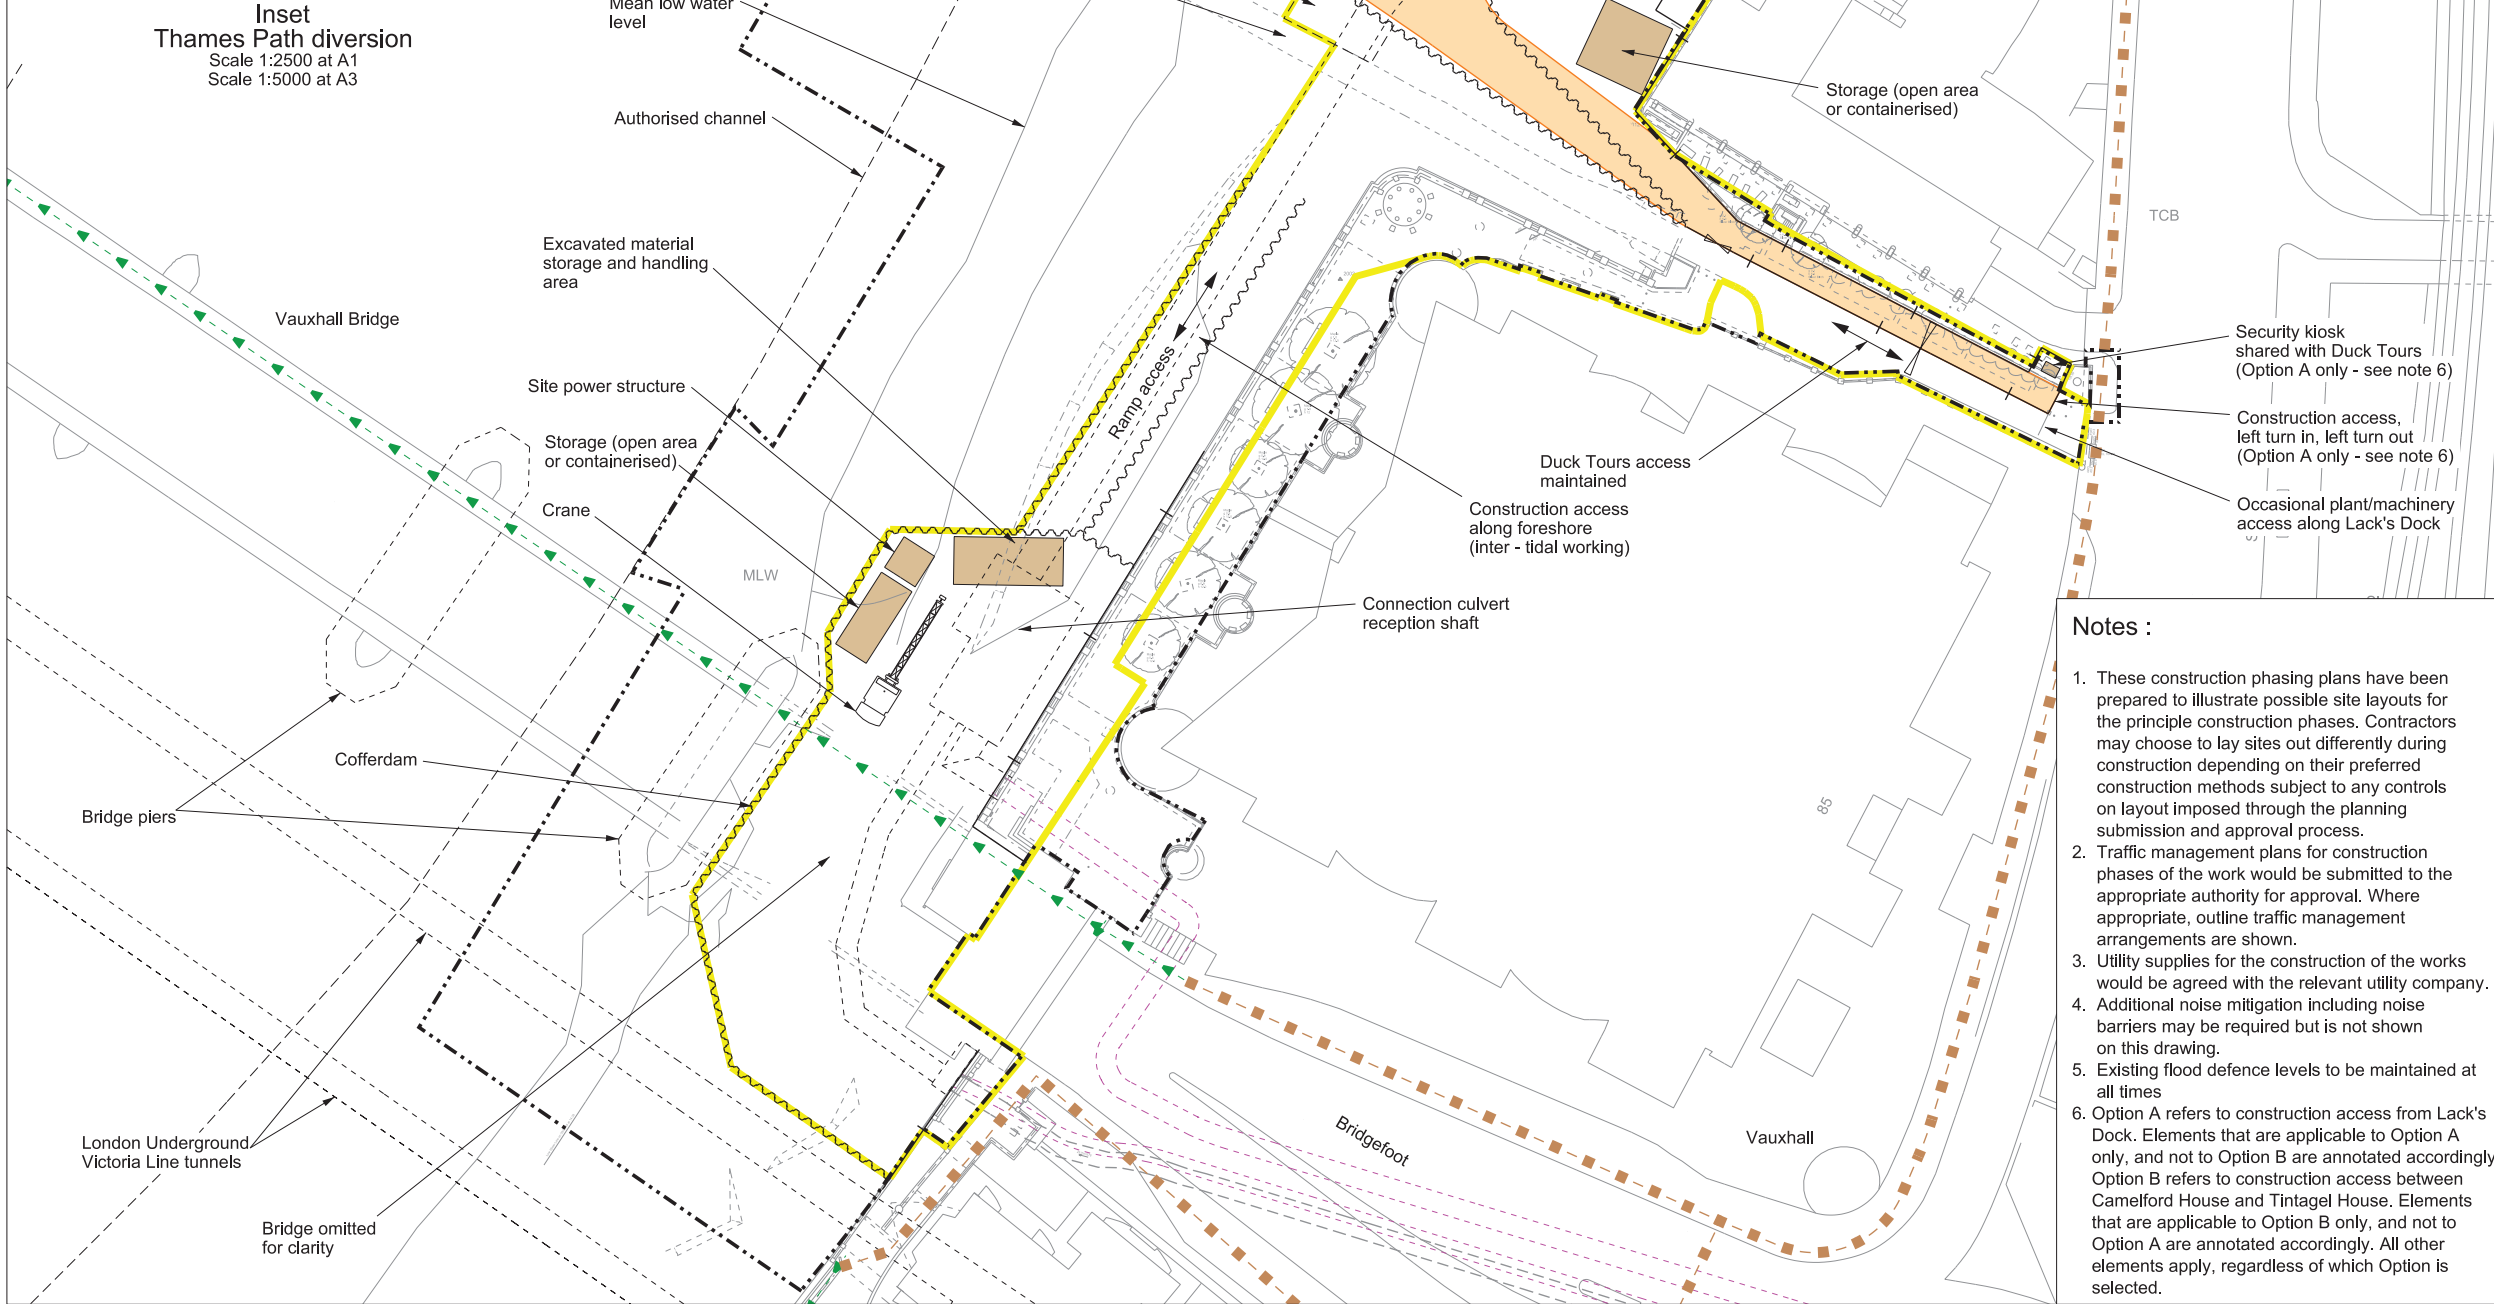 Inset
Thames Path diversion
Scale 1:2500 at A1
Scale 1:5000 at A3
Mean low water
level
Authorised channel
Storage (open area
or containerised)
TCB
Excavated material
storage and handling
area
Vauxhall Bridge
Site power structure
Storage (open area
or containerised)
Crane
MLW
Ramp access
Security kiosk
shared with Duck Tours
(Option A only - see note 6)
Construction access,
left turn in, left turn out
(Option A only - see note 6)
Occasional plant/machinery
access along Lack's Dock
Duck Tours access
maintained
Construction access
along foreshore
(inter - tidal working)
Connection culvert
reception shaft
Cofferdam
Bridge piers
85
London Underground
Victoria Line tunnels
Bridge omitted
for clarity
Bridgefoot
Vauxhall
Notes :
1. These construction phasing plans have been
prepared to illustrate possible site layouts for
the principle construction phases. Contractors
may choose to lay sites out differently during
construction depending on their preferred
construction methods subject to any controls
on layout imposed through the planning
submission and approval process.
2. Traffic management plans for construction
phases of the work would be submitted to the
appropriate authority for approval. Where
appropriate, outline traffic management
arrangements are shown.
3. Utility supplies for the construction of the works
would be agreed with the relevant utility company.
4. Additional noise mitigation including noise
barriers may be required but is not shown
on this drawing.
5. Existing flood defence levels to be maintained at
all times
6. Option A refers to construction access from Lack's
Dock. Elements that are applicable to Option A
only, and not to Option B are annotated accordingly
Option B refers to construction access between
Camelford House and Tintagel House. Elements
that are applicable to Option B only, and not to
Option A are annotated accordingly. All other
elements apply, regardless of which Option is
selected.